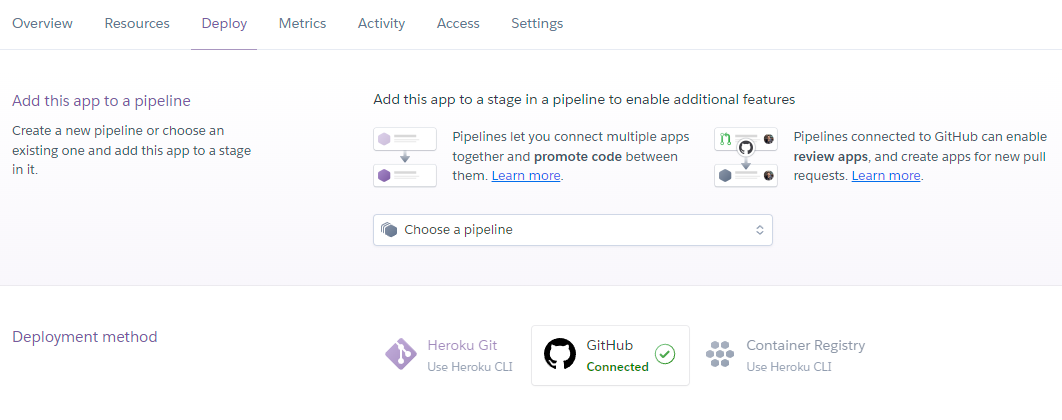 Overview Resources Deploy Metrics Activity Access Settings
Add this app to a pipeline
Create a new pipeline or choose an
existing one and add this app to a stage
in it.
Add this app to a stage in a pipeline to enable additional features
Pipelines let you connect multiple apps
together and promote code between
them. Learn more.
Pipelines connected to GitHub can enable
review apps, and create apps for new pull
requests. Learn more.
Choose a pipeline
Deployment method
Heroku Git
Use Heroku CLI
GitHub
Connected
Container Registry
Use Heroku CLI